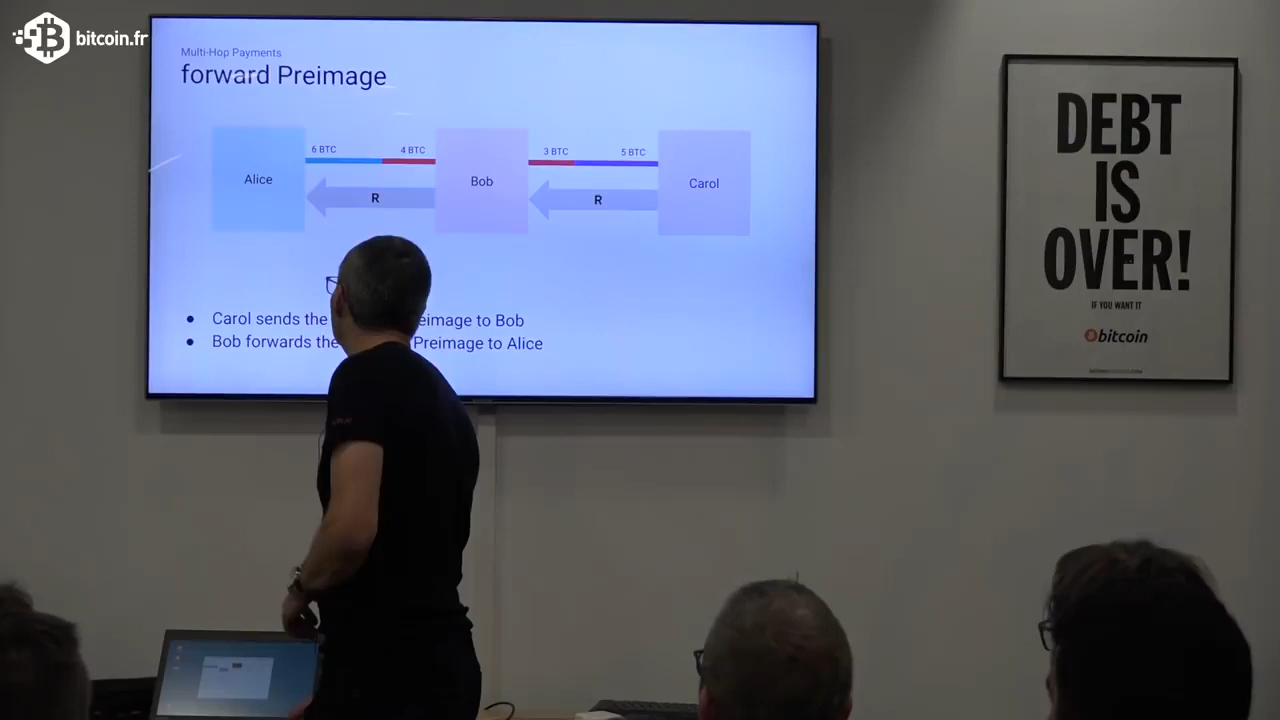 bitcoin.fr
Multi-Hop Payments
forward Preimage
6 BTC
4 BTC
3 BTC
5 BTC
Alice
Bob
Carol
R
R
Carol sends the
eimage to Bob
Bob forwards the
Preimage to Alice
DEBT
IS
OVER!
IF YOU WANT IT
bitcoin